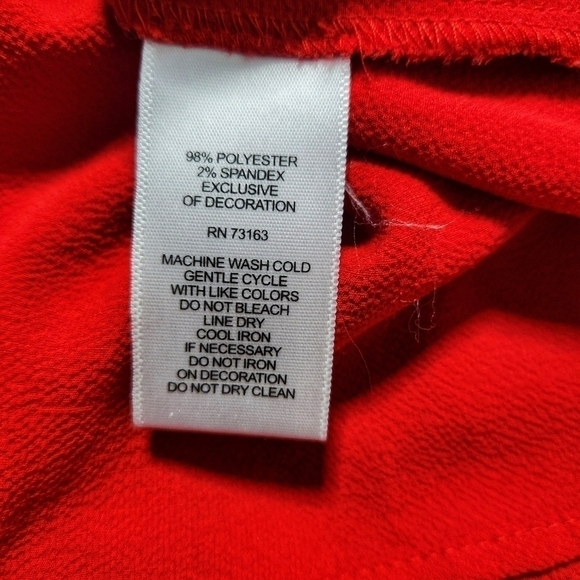 98% POLYESTER
2% SPANDEX
EXCLUSIVE
OF DECORATION
RN 73163
MACHINE WASH COLD
GENTLE CYCLE
WITH LIKE COLORS
DO NOT BLEACH
LINE DRY
COOL IRON
IF NECESSARY
DO NOT IRON
ON DECORATION
DO NOT DRY CLEAN